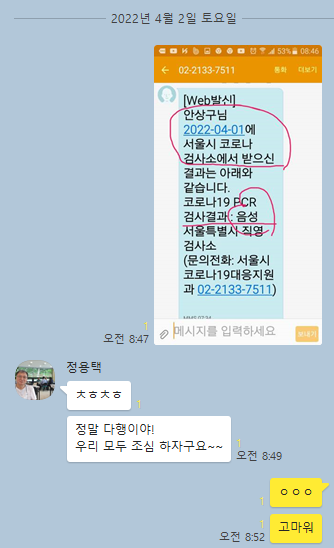 2022년 4월 2일 토요일
53% 08:46
02-2133-7511 통화 더보기
[Web발신]
안상구님
2022-04-01에
서울시 코로나
검사소에서 받으신
결과는 아래와
같습니다.
코로나19 PCR
검사결과 : 음성
서울특별시 직영
검사소
(문의전화: 서울시
코로나19대응지원
과 02-2133-7511)
메시지를 입력하세요 보내기
1
오전 8:47
정용택
ㅊㅎㅊㅎ
1
정말 다행이야!
우리 모두 조심 하자구요~~
1
오전 8:49
1
ㅇㅇㅇ
1
오전 8:52
고마워